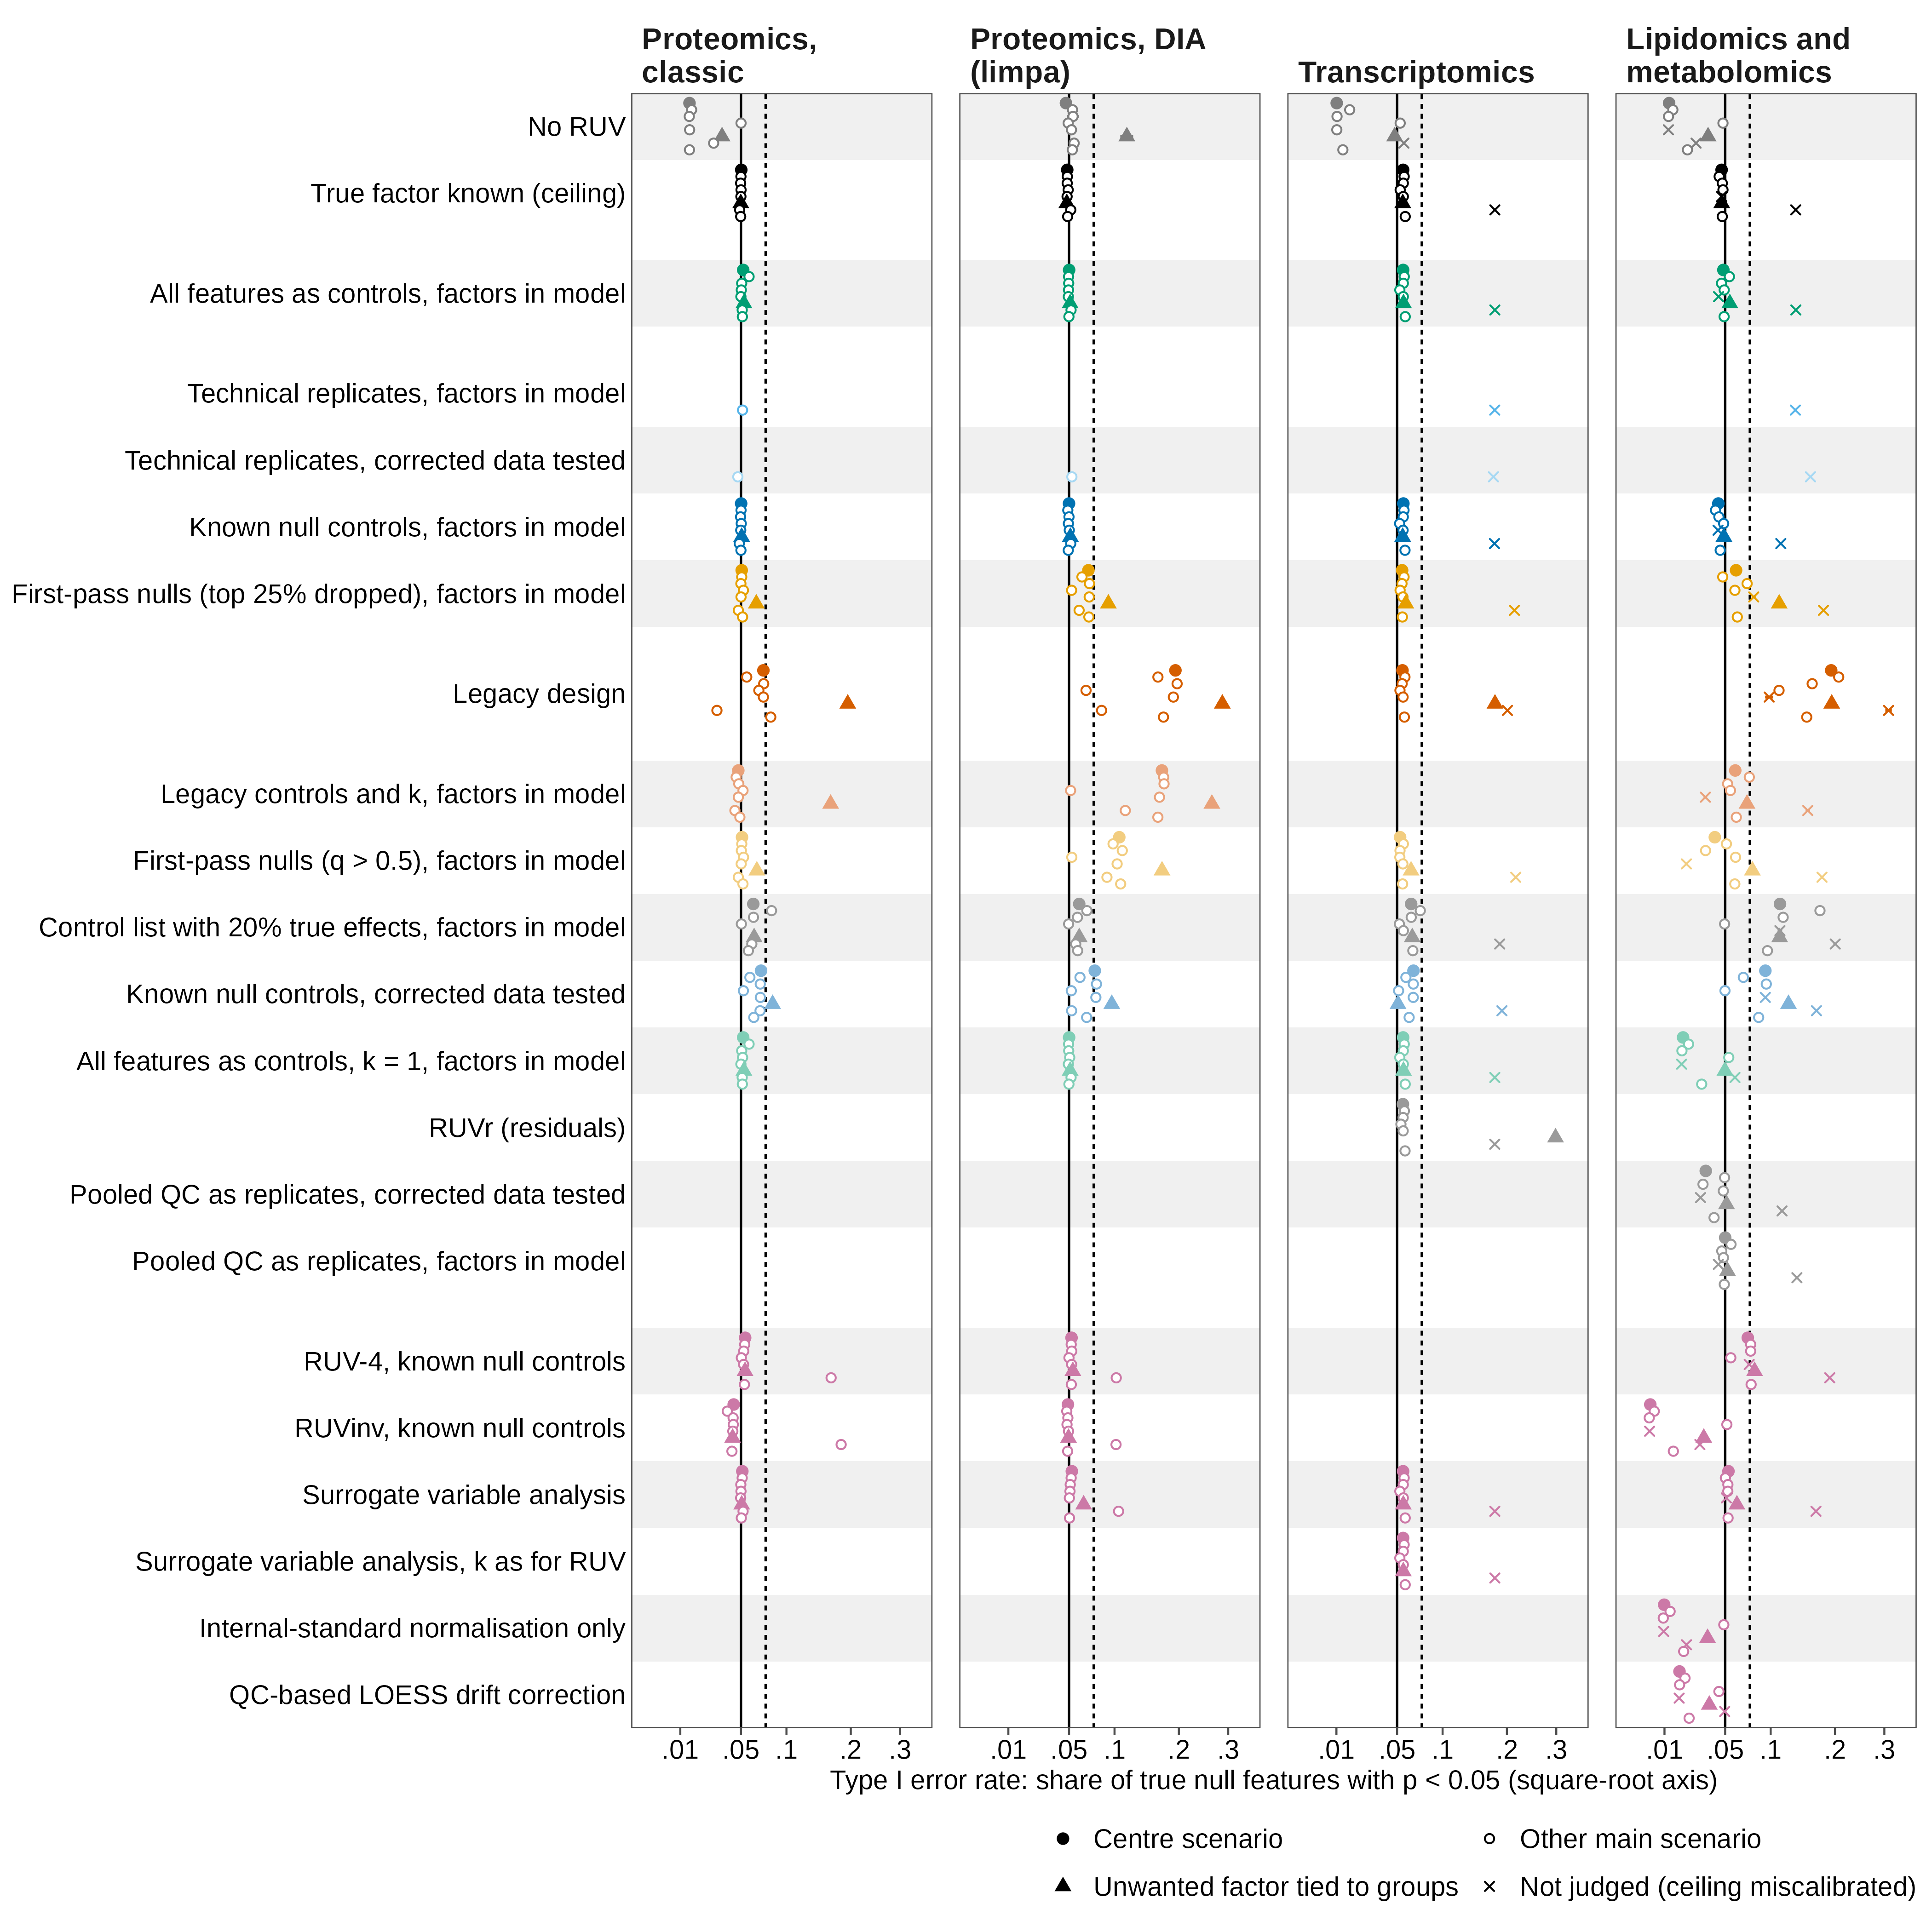 Proteomics,
classic
Proteomics, DIA
(limpa)
Transcriptomics
Lipidomics and
metabolomics
No RUV
True factor known (ceiling)
All features as controls, factors in model
Technical replicates, factors in model
Technical replicates, corrected data tested
Known null controls, factors in model
First-pass nulls (top 25% dropped), factors in model
Legacy design
Legacy controls and k, factors in model
First-pass nulls (q > 0.5), factors in model
Control list with 20% true effects, factors in model
Known null controls, corrected data tested
All features as controls, k = 1, factors in model
RUVr (residuals)
Pooled QC as replicates, corrected data tested
Pooled QC as replicates, factors in model
RUV-4, known null controls
RUVinv, known null controls
Surrogate variable analysis
Surrogate variable analysis, k as for RUV
Internal-standard normalisation only
QC-based LOESS drift correction
.01 .05 .1 .2 .3 .01 .05 .1 .2 .3 .01 .05 .1 .2 .3 .01 .05 .1 .2 .3
Type I error rate: share of true null features with p < 0.05 (square-root axis)
Centre scenario Other main scenario
Unwanted factor tied to groups Not judged (ceiling miscalibrated)